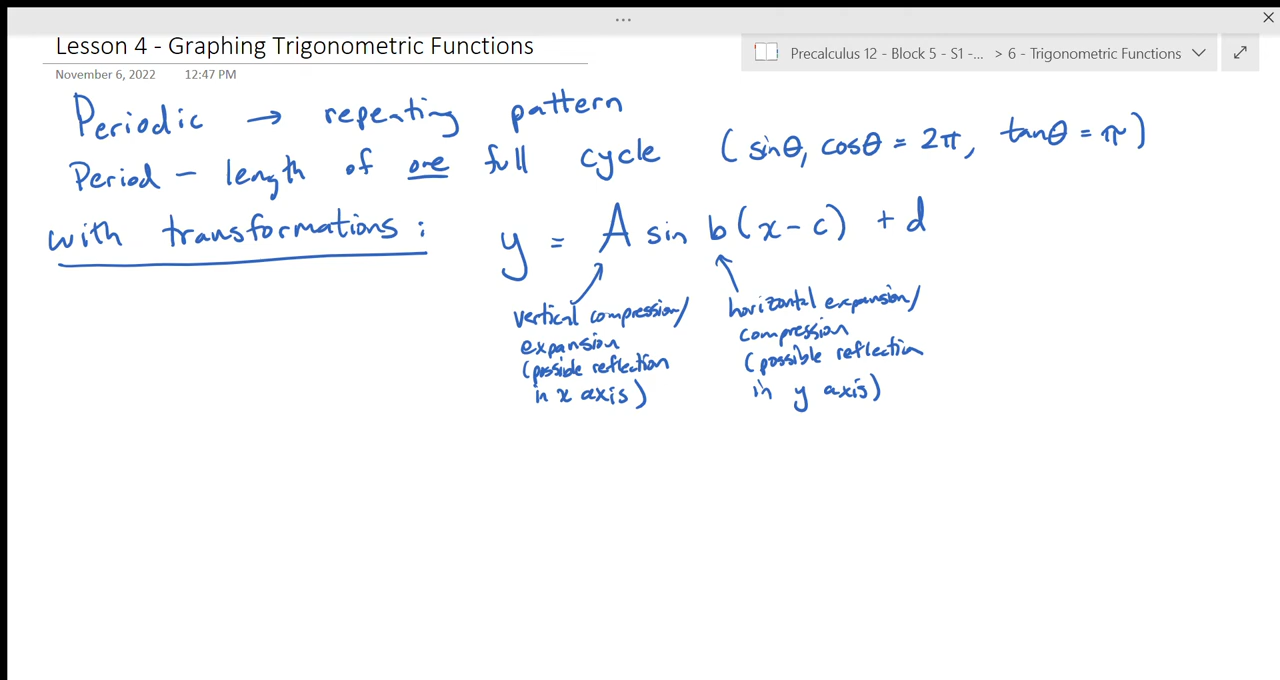 ...
Lesson 4 - Graphing Trigonometric Functions
Precalculus 12 - Block 5 - S1 -... > 6 - Trigonometric Functions
November 6, 2022 12:47 PM
Periodic → repeating pattern
Period - length of one full cycle (sinθ, cosθ = 2π, tanθ = π)
with transformations: y = A sin b(x-c) + d
vertical compression/
expansion
(possible reflection
in x axis)
horizontal expansion/
compression
(possible reflection
in y axis)